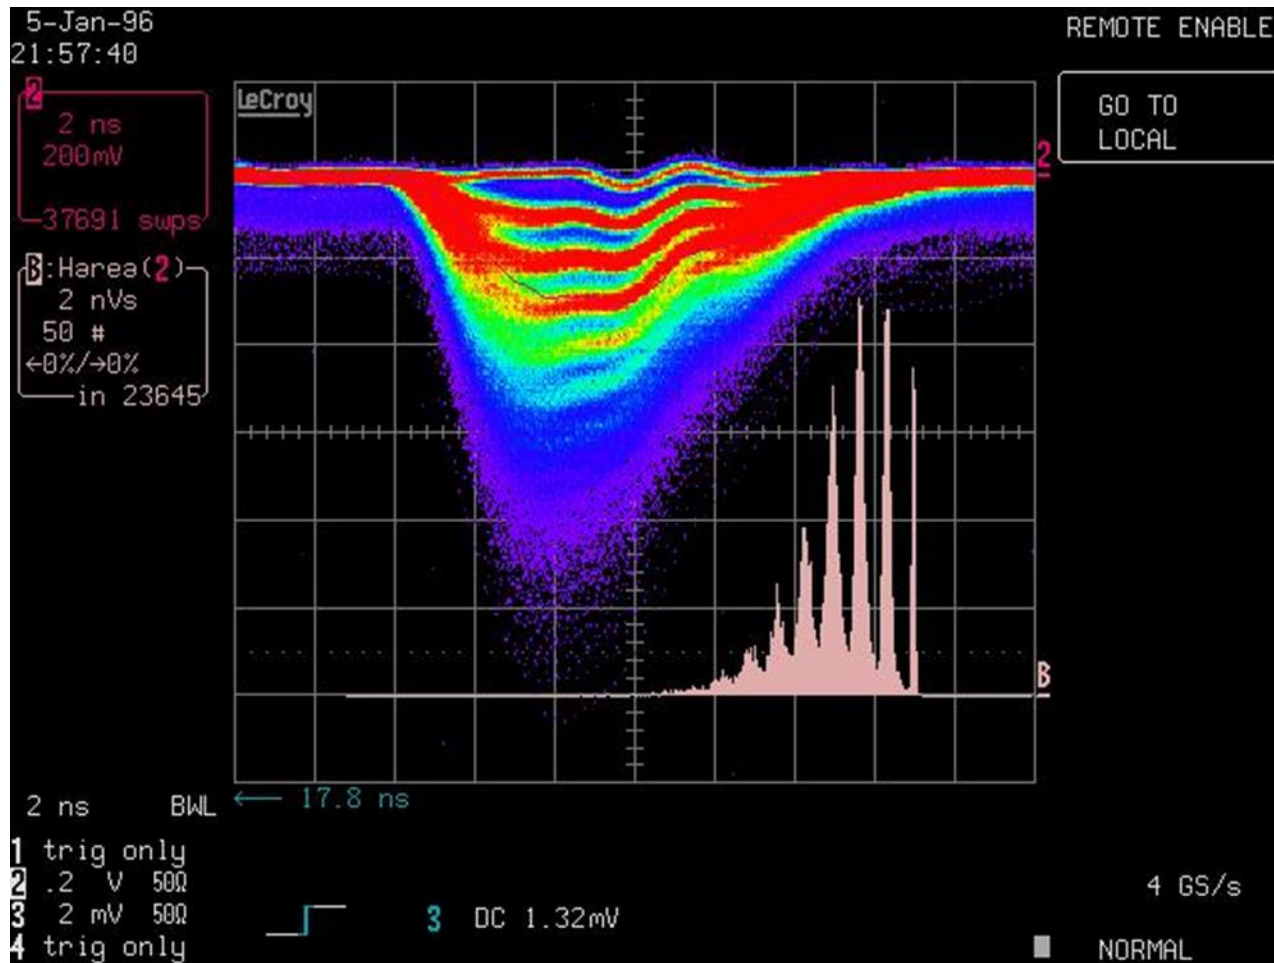 5-Jan-96
21:57:40
REMOTE ENABLE
GO TO
LOCAL
LeCroy
2
2 ns
200mV
37691 swps
2
B:Harea(2)
2 nVs
50 #
←0%/→0%
in 23645
B
← 17.8 ns
2 ns BWL
1 trig only
2 .2 V 50Ω
3 2 mV 50Ω
4 trig only
3 DC 1.32mV
4 GS/s
NORMAL